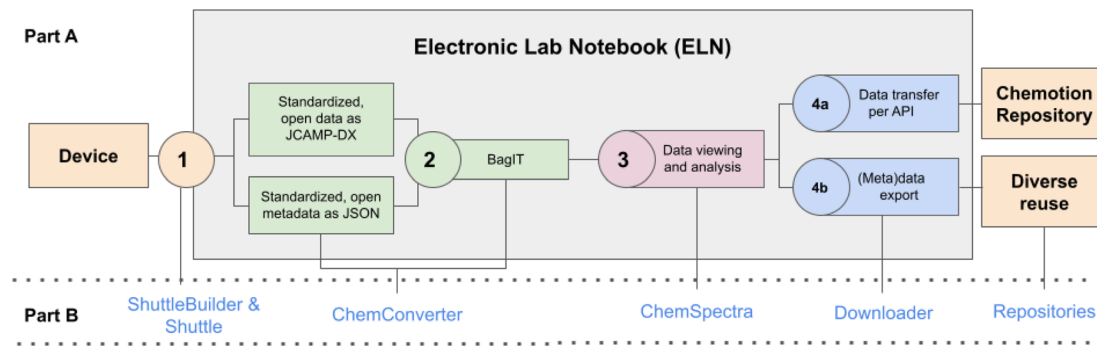 Part A
Electronic Lab Notebook (ELN)
Device
1
Standardized,
open data as
JCAMP-DX
Standardized, open
metadata as JSON
2
BagIT
3
Data viewing
and analysis
4a
Data transfer
per API
4b
(Meta)data
export
Chemotion
Repository
Diverse
reuse
Part B
ShuttleBuilder &
Shuttle
ChemConverter
ChemSpectra
Downloader
Repositories